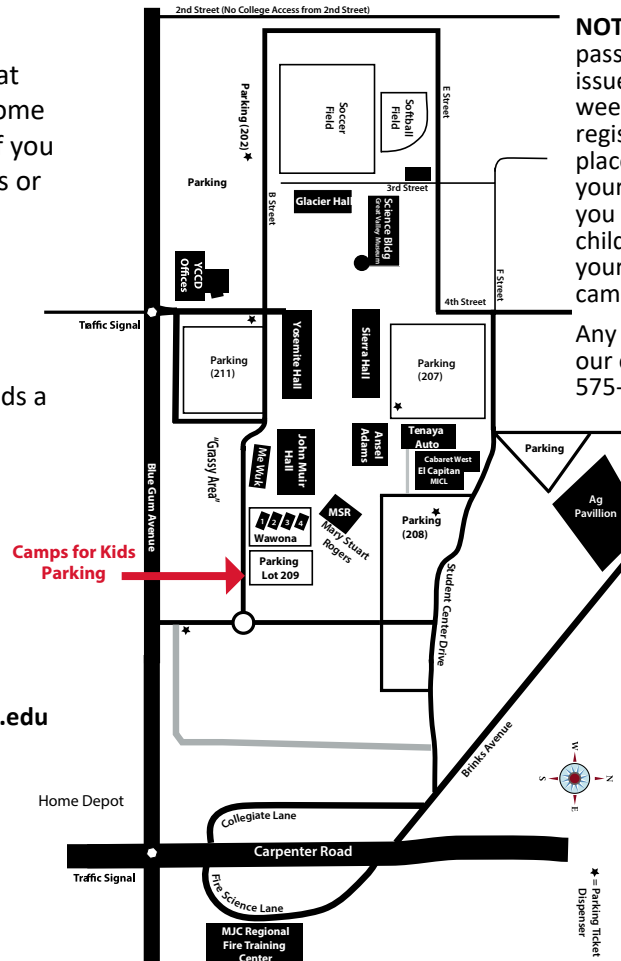 2nd Street (No College Access from 2nd Street)
at
ome
f you
s or
ds a
.edu
NOT
pass
issue
wee
regis
place
your
you
child
your
cam
Any
our
575-
Parking (202)
Parking
Soccer
Field
Softball
Field
E Street
B Street
3rd Street
Glacier Hall
Science Bldg
Great Valley Museum
F Street
4th Street
YCCD
Offices
Traffic Signal
Parking
(211)
Yosemite Hall
Sierra Hall
Parking
(207)
"Grassy Area"
Me Wuk
John Muir
Hall
Ansel
Adams
Tenaya
Auto
Cabaret West
El Capitan
MICL
Parking
Ag
Pavillion
Blue Gum Avenue
1 2 3 4
Wawona
MSR
Mary Stuart
Rogers
Parking
(208)
Camps for Kids
Parking
Parking
Lot 209
Student Center Drive
Brinks Avenue
W
N
S
E
Home Depot
Collegiate Lane
Carpenter Road
Traffic Signal
Fire Science Lane
MJC Regional
Fire Training
Center
★ = Parking Ticket
Dispenser